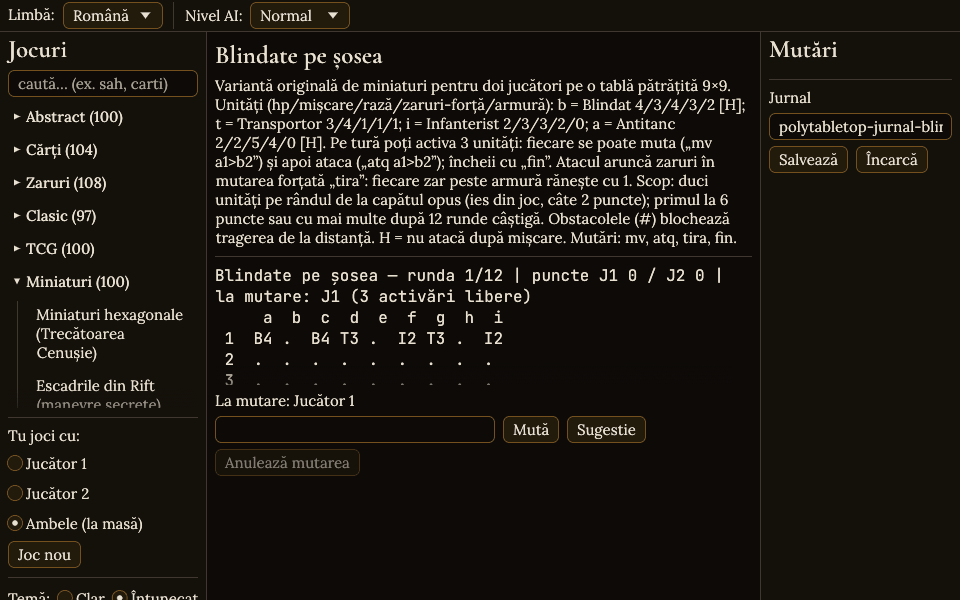 Limbă: Română ▼ Nivel AI: Normal ▼
Jocuri
caută... (ex. sah, carti)
▸ Abstract (100)
▸ Cărți (104)
▸ Zaruri (108)
▸ Clasic (97)
▸ TCG (100)
▾ Miniaturi (100)
Miniaturi hexagonale
(Trecătoarea
Cenușie)
Escadrile din Rift
(manevre secrete)
Tu joci cu:
Jucător 1
Jucător 2
Ambele (la masă)
Joc nou
Temă: Clar Întunecat
Blindate pe șosea
Variantă originală de miniaturi pentru doi jucători pe o tablă pătrățită 9×9.
Unități (hp/mișcare/rază/zaruri-forță/armură): b = Blindat 4/3/4/3/2 [H];
t = Transportor 3/4/1/1/1; i = Infanterist 2/3/3/2/0; a = Antitanc
2/2/5/4/0 [H]. Pe tură poți activa 3 unități: fiecare se poate muta („mv
a1>b2”) și apoi ataca („atq a1>b2”); închei cu „fin”. Atacul aruncă zaruri în
mutarea forțată „tira”: fiecare zar peste armură rănește cu 1. Scop: duci
unități pe rândul de la capătul opus (ies din joc, câte 2 puncte); primul la 6
puncte sau cu mai multe după 12 runde câștigă. Obstacolele (#) blochează
tragerea de la distanță. H = nu atacă după mișcare. Mutări: mv, atq, tira, fin.
Blindate pe șosea — runda 1/12 | puncte J1 0 / J2 0 |
la mutare: J1 (3 activări libere)
a b c d e f g h i
1 B4 . B4 T3 . I2 T3 . I2
2 . . . . . . . . .
3 . . . . . . . . .
La mutare: Jucător 1
Mută Sugestie
Anulează mutarea
Mutări
Jurnal
polytabletop-jurnal-blin
Salvează Încarcă